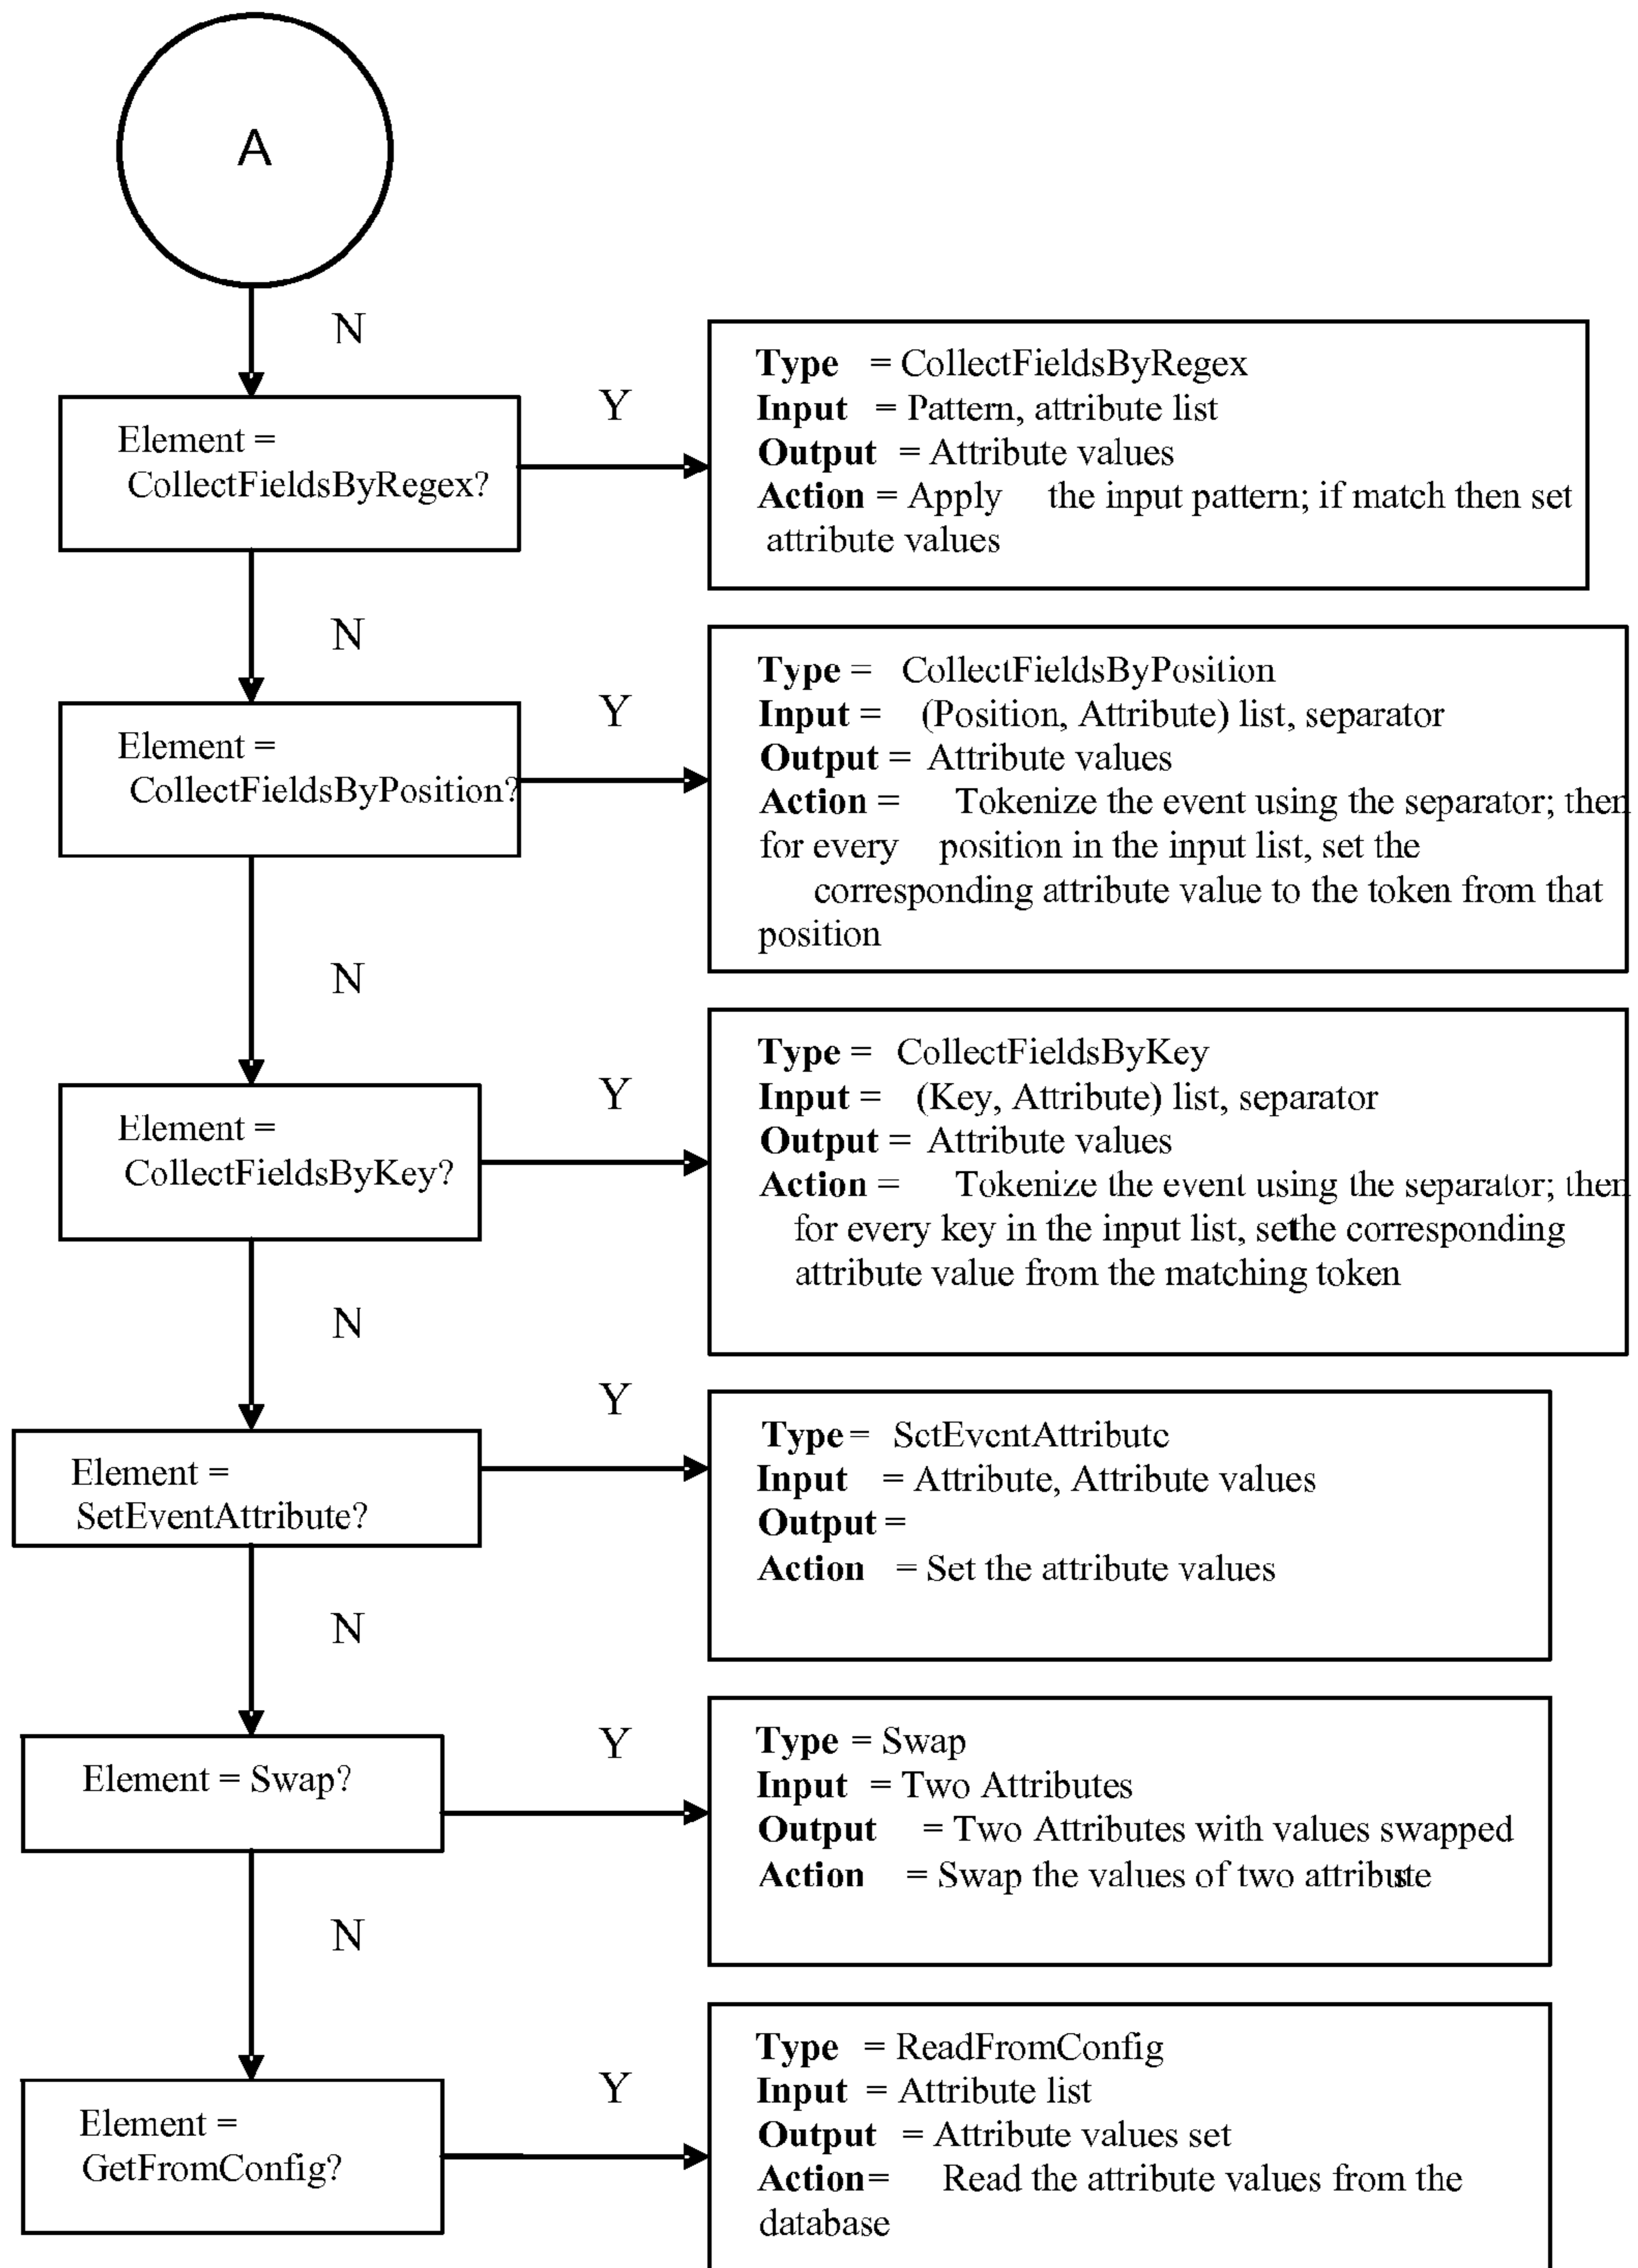 A
N
Element =
CollectFieldsByRegex?
Y
Type = CollectFieldsByRegex
Input = Pattern, attribute list
Output = Attribute values
Action = Apply the input pattern; if match then set
attribute values
N
Element =
CollectFieldsByPosition?
Y
Type = CollectFieldsByPosition
Input = (Position, Attribute) list, separator
Output = Attribute values
Action = Tokenize the event using the separator; then
for every position in the input list, set the
corresponding attribute value to the token from that
position
N
Element =
CollectFieldsByKey?
Y
Type = CollectFieldsByKey
Input = (Key, Attribute) list, separator
Output = Attribute values
Action = Tokenize the event using the separator; then
for every key in the input list, setthe corresponding
attribute value from the matching token
N
Element =
SetEventAttribute?
Y
Type = SetEventAttribute
Input = Attribute, Attribute values
Output =
Action = Set the attribute values
N
Element = Swap?
Y
Type = Swap
Input = Two Attributes
Output = Two Attributes with values swapped
Action = Swap the values of two attribute
N
Element =
GetFromConfig?
Y
Type = ReadFromConfig
Input = Attribute list
Output = Attribute values set
Action= Read the attribute values from the
database